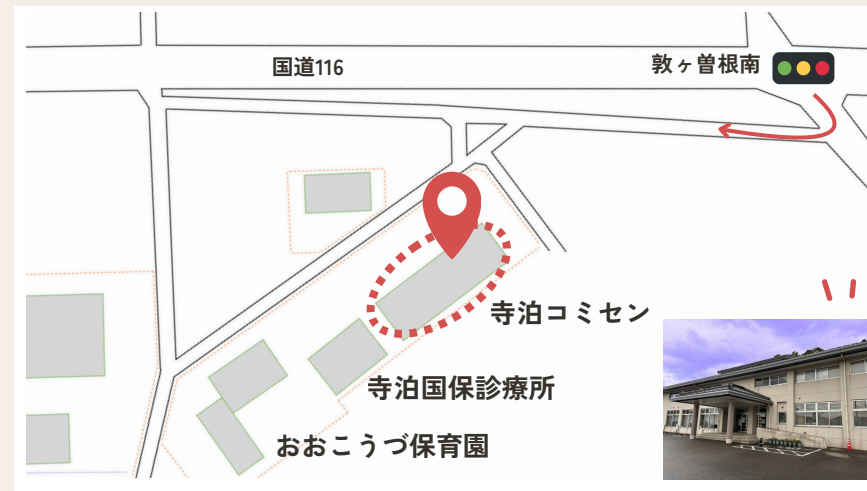 国道116
敦ヶ曽根南
寺泊コミセン
寺泊国保診療所
おおこうづ保育園